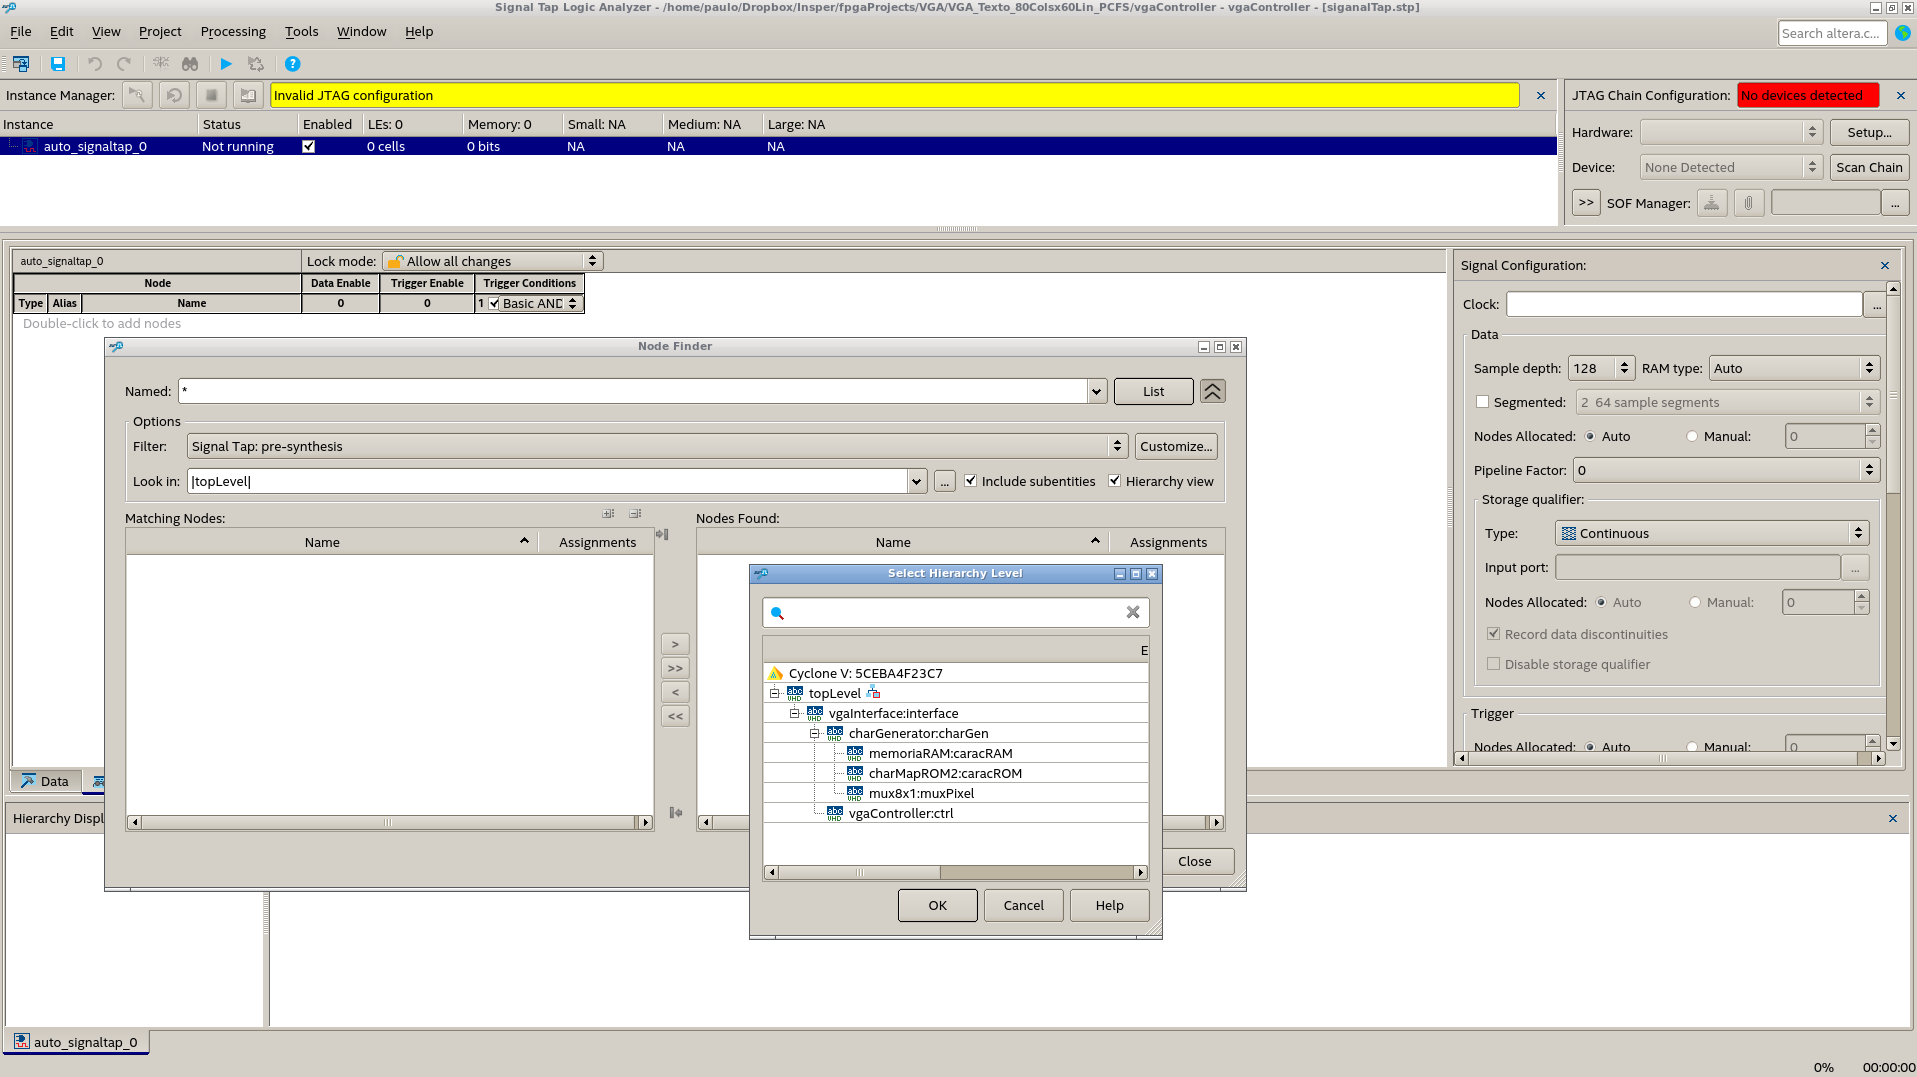 Signal Tap Logic Analyzer - /home/paulo/Dropbox/Insper/fpgaProjects/VGA/VGA_Texto_80Colsx60Lin_PCFS/vgaController - vgaController - [siganalTap.stp]
File Edit View Project Processing Tools Window Help
Search altera.c...
Instance Manager: Invalid JTAG configuration
JTAG Chain Configuration: No devices detected
Instance Status Enabled LEs: 0 Memory: 0 Small: NA Medium: NA Large: NA
auto_signaltap_0 Not running 0 cells 0 bits NA NA NA
Hardware: Setup...
Device: None Detected Scan Chain
>> SOF Manager: ...
auto_signaltap_0 Lock mode: Allow all changes
Node Data Enable Trigger Enable Trigger Conditions
Type Alias Name 0 0 1 Basic AND
Double-click to add nodes
Signal Configuration:
Clock: ...
Data
Sample depth: 128 RAM type: Auto
Segmented: 2 64 sample segments
Nodes Allocated: Auto Manual: 0
Pipeline Factor: 0
Storage qualifier:
Type: Continuous
Input port: ...
Nodes Allocated: Auto Manual: 0
Record data discontinuities
Disable storage qualifier
Trigger
Nodes Allocated: Auto Manual: 0
Node Finder
Named: * List
Options
Filter: Signal Tap: pre-synthesis Customize...
Look in: |topLevel| ... Include subentities Hierarchy view
Matching Nodes: Nodes Found:
Name Assignments Name Assignments
>
>>
<
<<
Close
Select Hierarchy Level
E
Cyclone V: 5CEBA4F23C7
topLevel
vgaInterface:interface
charGenerator:charGen
memoriaRAM:caracRAM
charMapROM2:caracROM
mux8x1:muxPixel
vgaController:ctrl
OK Cancel Help
Data
Hierarchy Displ
auto_signaltap_0
0% 00:00:00